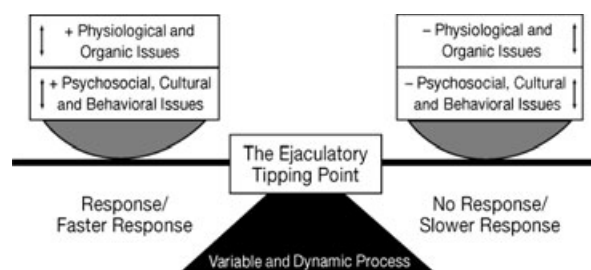 + Physiological and
Organic Issues
+ Psychosocial, Cultural
and Behavioral Issues
– Physiological and
Organic Issues
– Psychosocial, Cultural
and Behavioral Issues
The Ejaculatory
Tipping Point
Response/
Faster Response
No Response/
Slower Response
Variable and Dynamic Process